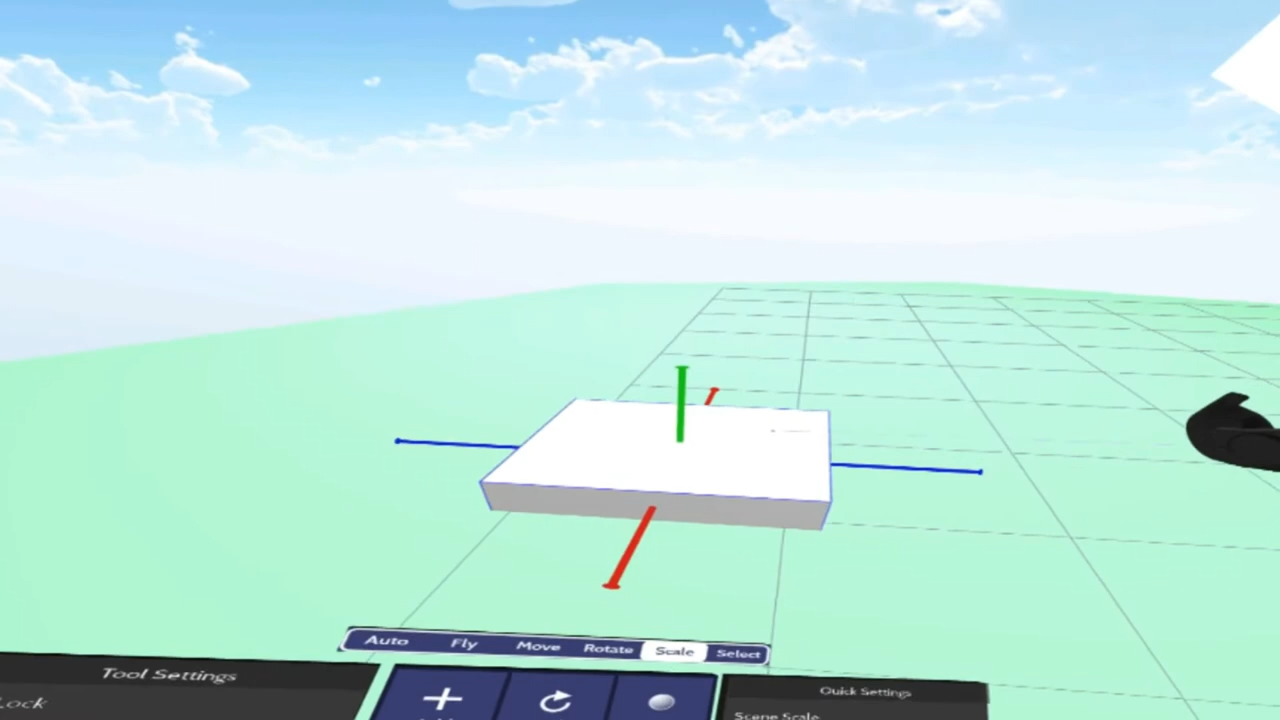 Auto Fly Move Rotate Scale Select
Tool Settings
Lock
Quick Settings
Scene Scale